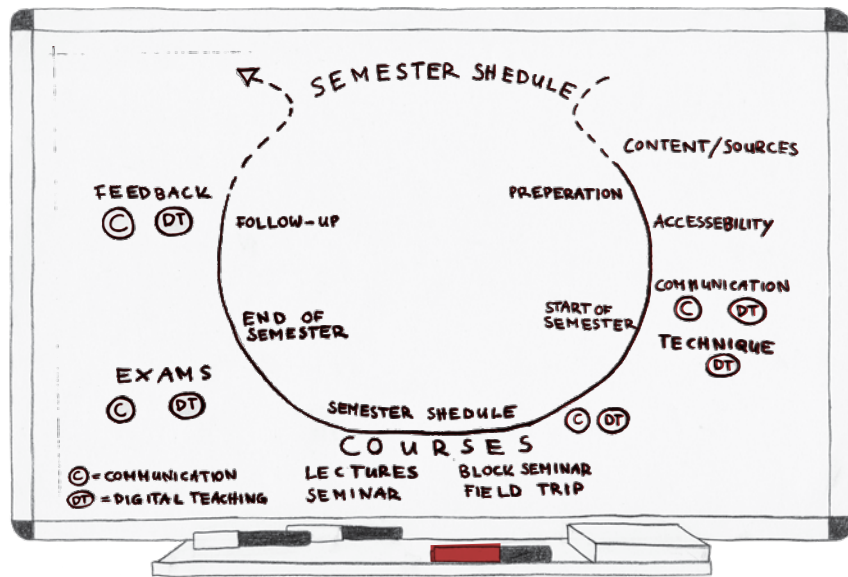 SEMESTER SHEDULE
CONTENT/SOURCES
PREPERATION
ACCESSEBILITY
COMMUNICATION
C DT
START OF
SEMESTER
TECHNIQUE
DT
FEEDBACK
C DT
FOLLOW-UP
END OF
SEMESTER
EXAMS
C DT
SEMESTER SHEDULE
C DT
COURSES
LECTURES BLOCK SEMINAR
SEMINAR FIELD TRIP
C = COMMUNICATION
DT = DIGITAL TEACHING